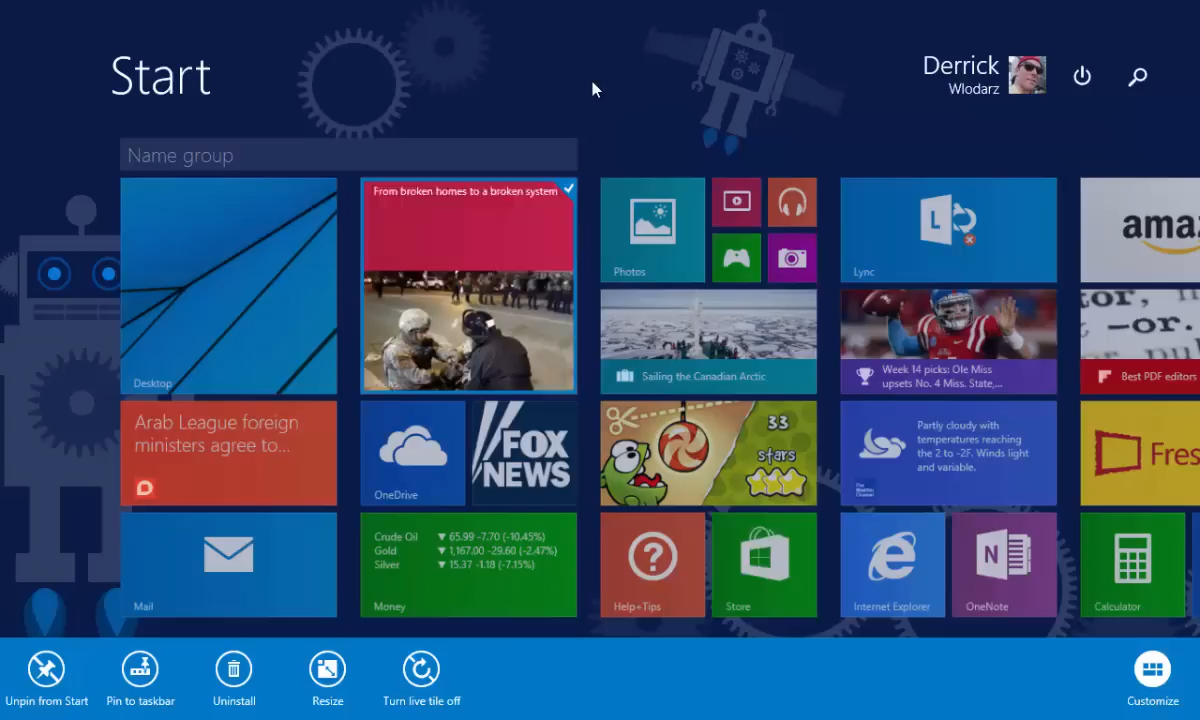 Start
Derrick
Wlodarz
Name group
From broken homes to a broken system
Desktop
Photos
L
Lync
amaz
tor,
-or.
Sailing the Canadian Arctic
Week 14 picks: Ole Miss
upsets No. 4 Miss. State,...
Best PDF editors
Arab League foreign
ministers agree to...
OneDrive
FOX
NEWS
33
stars
Partly cloudy with
temperatures reaching
the 2 to -2F. Winds light
and variable.
The
Weather
Channel
Fres
Mail
Crude Oil ▼ 65.99 -7.70 (-10.45%)
Gold ▼ 1,167.00 -29.60 (-2.47%)
Silver ▼ 15.37 -1.18 (-7.15%)
Money
Help+Tips
Store
Internet Explorer
N
OneNote
Calculator
Unpin from Start
Pin to taskbar
Uninstall
Resize
Turn live tile off
Customize